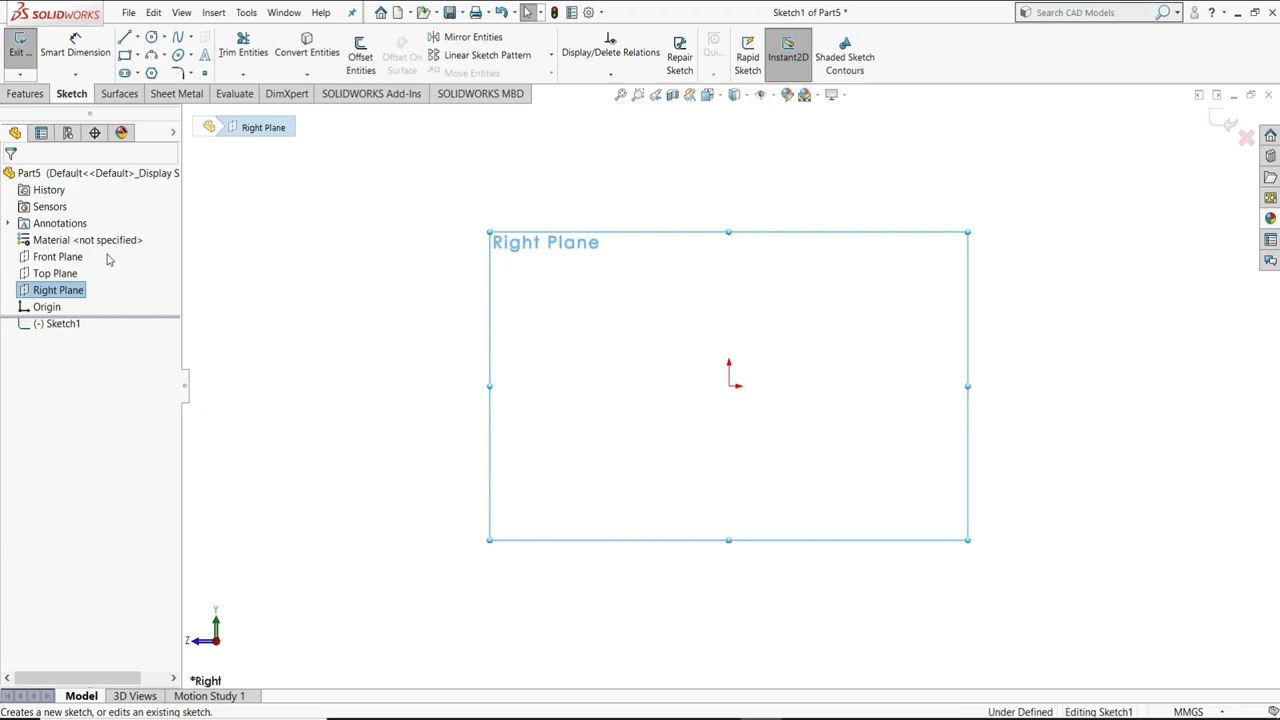 SOLIDWORKS File Edit View Insert Tools Window Help Sketch1 of Part5 * Search CAD Models ?
Exit ... Smart Dimension Trim Entities Convert Entities Offset Entities Offset On Surface Mirror Entities Linear Sketch Pattern Move Entities Display/Delete Relations Qui... Repair Sketch Rapid Sketch Instant2D Shaded Sketch Contours
Features Sketch Surfaces Sheet Metal Evaluate DimXpert SOLIDWORKS Add-Ins SOLIDWORKS MBD
Right Plane
Part5 (Default<<Default>_Display S
History
Sensors
Annotations
Material <not specified>
Front Plane
Top Plane
Right Plane
Origin
(-) Sketch1
Right Plane
Y
Z
*Right
Model 3D Views Motion Study 1
Creates a new sketch, or edits an existing sketch. Under Defined Editing Sketch1 MMGS